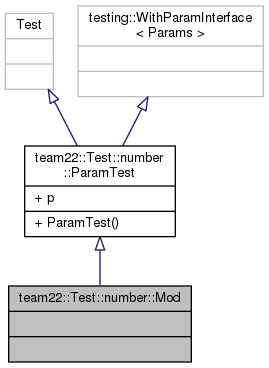 Test
testing::WithParamInterface
< Params >
team22::Test::number
::ParamTest
+ p
+ ParamTest()
team22::Test::number::Mod